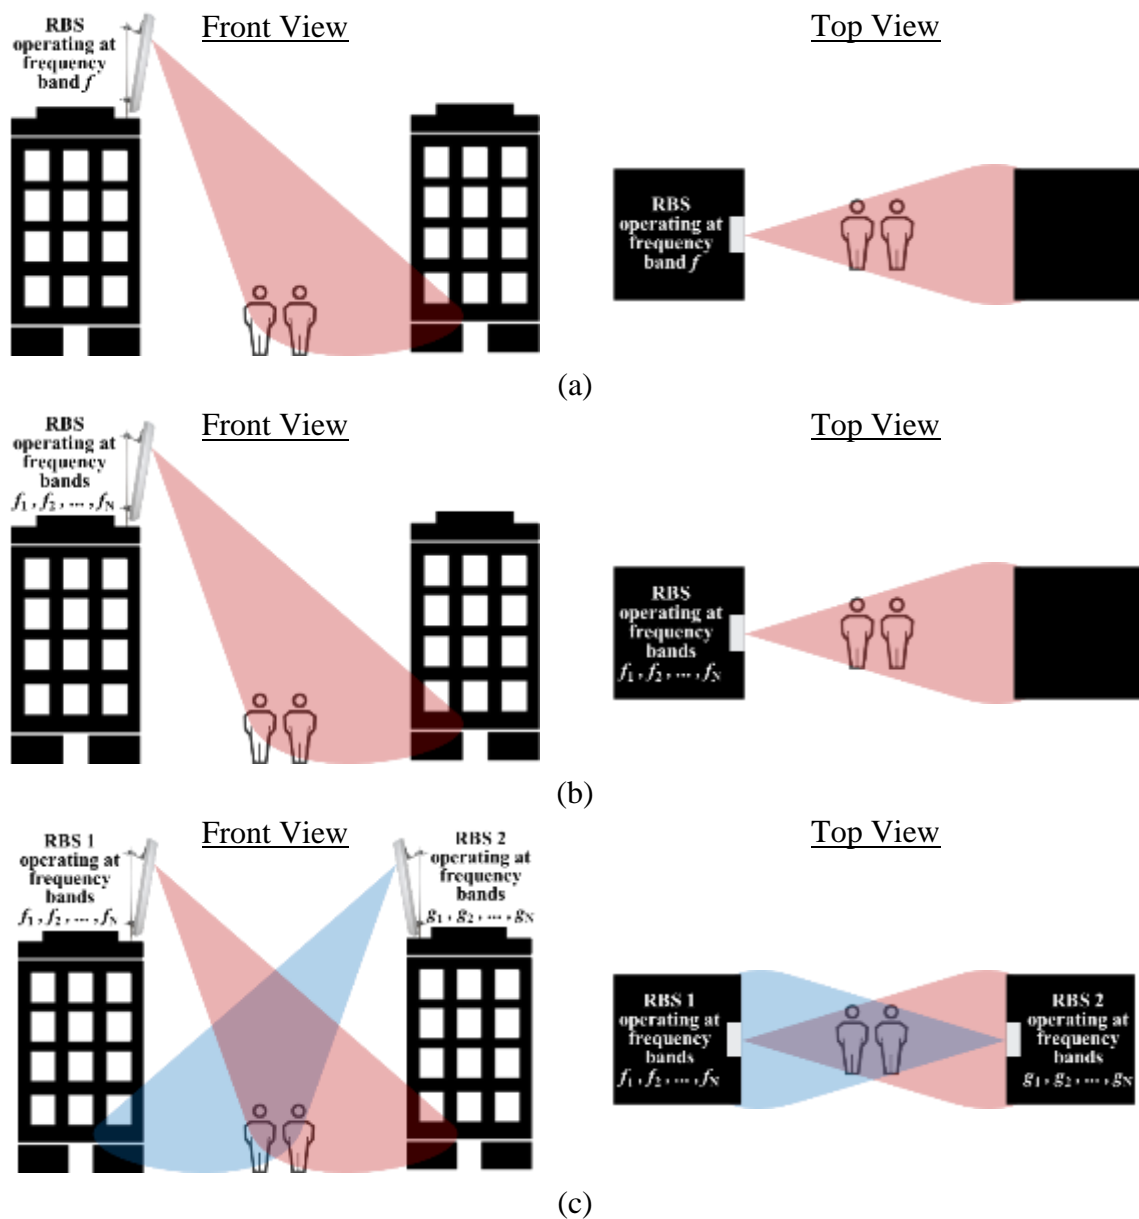 RBS
operating at
frequency
band f
Front View
Top View
RBS
operating at
frequency
band f
(a)
RBS
operating at
frequency
bands
f1 , f2 , ... , fN
Front View
Top View
RBS
operating at
frequency
bands
f1 , f2 , ... , fN
(b)
RBS 1
operating at
frequency
bands
f1 , f2 , ... , fN
Front View
RBS 2
operating at
frequency
bands
g1 , g2 , ... , gN
Top View
RBS 1
operating at
frequency
bands
f1 , f2 , ... , fN
RBS 2
operating at
frequency
bands
g1 , g2 , ... , gN
(c)